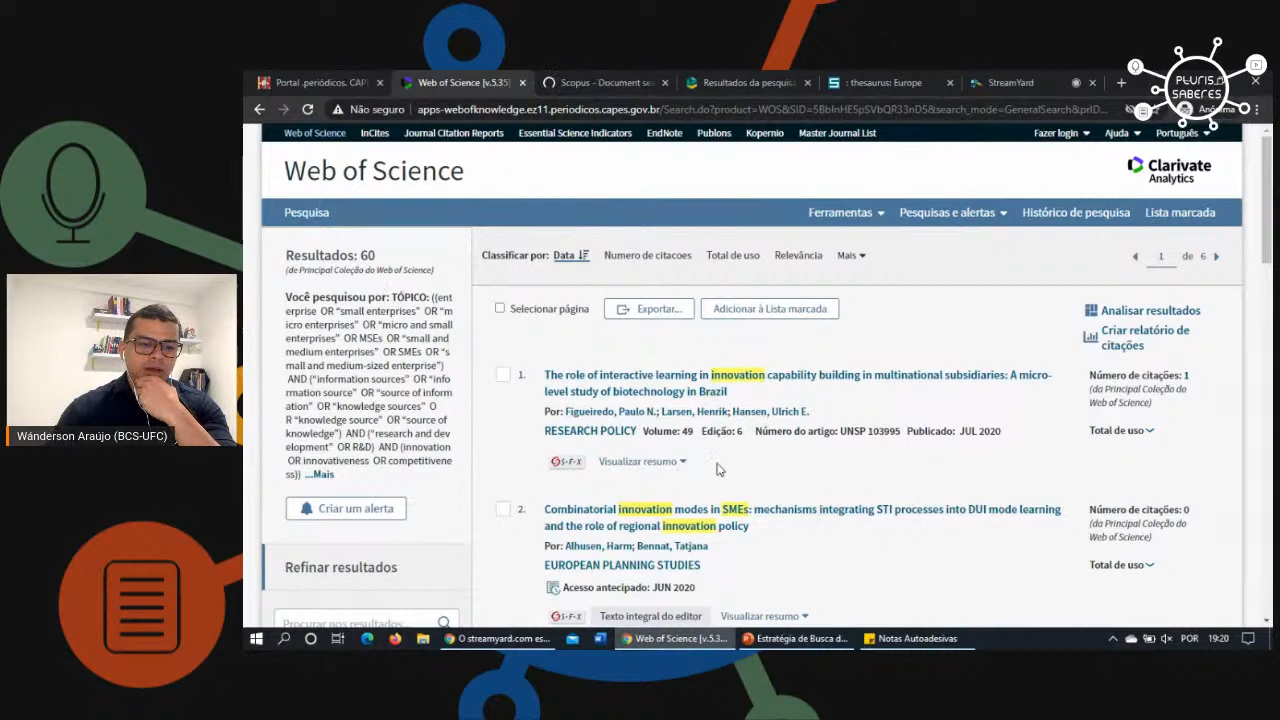 PLURIS
SABERES
Portal .periódicos. CAP
Web of Science [v.5.35]
Scopus - Document sea
Resultados da pesquisa
: thesaurus: Europe
StreamYard
Não seguro
apps-webofknowledge.ez11.periodicos.capes.gov.br/Search.do?product=WOS&SID=5BbInHE5pSVbQR33nD5&search_mode=GeneralSearch&prID...
Web of Science
InCites
Journal Citation Reports
Essential Science Indicators
EndNote
Publons
Kopernio
Master Journal List
Fazer login
Ajuda
Português
Web of Science
Clarivate
Analytics
Pesquisa
Ferramentas
Pesquisas e alertas
Histórico de pesquisa
Lista marcada
Resultados: 60
(de Principal Coleção do Web of Science)
Você pesquisou por: TÓPICO: ((ent
erprise OR "small enterprises" OR "m
icro enterprises" OR "micro and small
enterprises" OR MSEs OR "small and
medium enterprises" OR SMEs OR "s
mall and medium-sized enterprise")
AND ("information sources" OR "info
rmation source" OR "source of inform
ation" OR "knowledge sources" O
R "knowledge source" OR "source of
knowledge") AND ("research and dev
elopment" OR R&D) AND (innovation
OR innovativeness OR competitivene
ss)) ...Mais
Criar um alerta
Refinar resultados
Procurar nos resultados...
Classificar por: Data
Numero de citacoes
Total de uso
Relevância
Mais
1 de 6
Selecionar página
Exportar...
Adicionar à Lista marcada
Analisar resultados
Criar relatório de
citações
1. The role of interactive learning in innovation capability building in multinational subsidiaries: A micro-
level study of biotechnology in Brazil
Por: Figueiredo, Paulo N.; Larsen, Henrik; Hansen, Ulrich E.
RESEARCH POLICY Volume: 49 Edição: 6 Número do artigo: UNSP 103995 Publicado: JUL 2020
S·F·X
Visualizar resumo
Número de citações: 1
(da Principal Coleção do
Web of Science)
Total de uso
2. Combinatorial innovation modes in SMEs: mechanisms integrating STI processes into DUI mode learning
and the role of regional innovation policy
Por: Alhusen, Harm; Bennat, Tatjana
EUROPEAN PLANNING STUDIES
Acesso antecipado: JUN 2020
S·F·X
Texto integral do editor
Visualizar resumo
Número de citações: 0
(da Principal Coleção do
Web of Science)
Total de uso
Wánderson Araújo (BCS-UFC)
O streamyard.com es...
Web of Science [v.5.3...
Estratégia de Busca d...
Notas Autoadesivas
POR
19:20